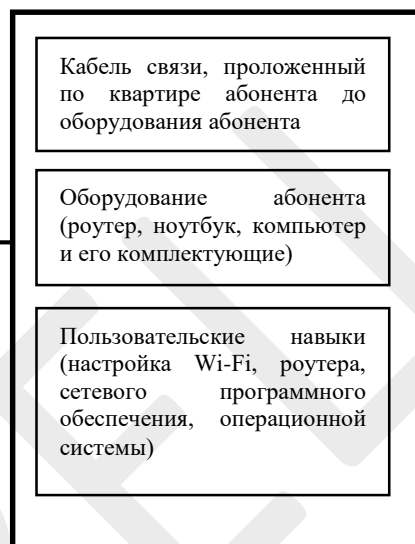 Кабель связи, проложенный
по квартире абонента до
оборудования абонента
Оборудование абонента
(роутер, ноутбук, компьютер
и его комплектующие)
Пользовательские навыки
(настройка Wi-Fi, роутера,
сетевого программного
обеспечения, операционной
системы)